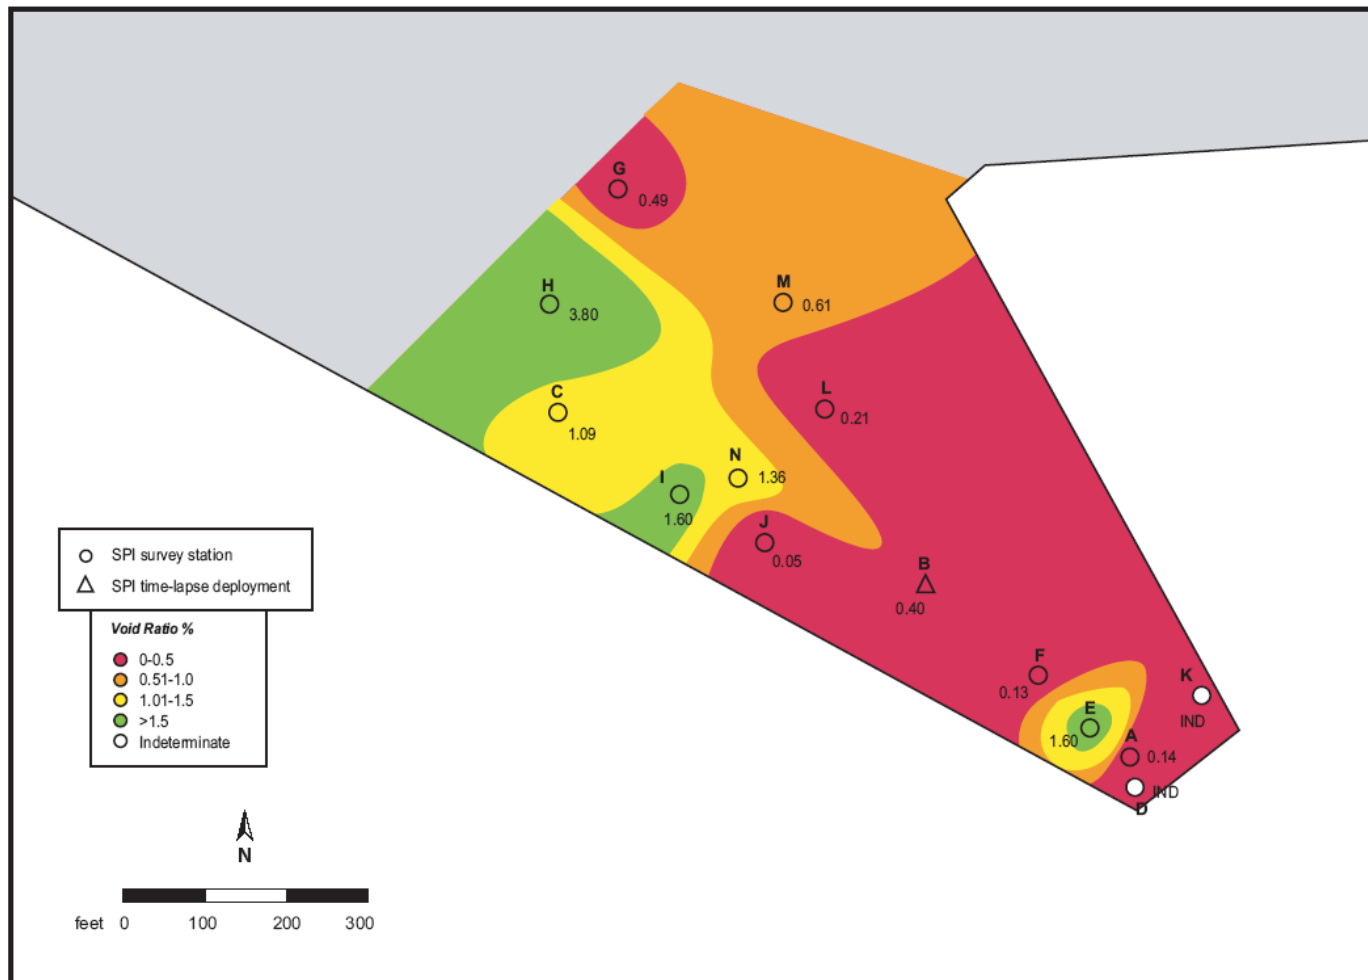 G
0.49
H
3.80
M
0.61
C
1.09
L
0.21
N
1.36
I
1.60
J
0.05
B
0.40
F
0.13
K
IND
E
1.60
A
0.14
IND
D
SPI survey station
SPI time-lapse deployment
Void Ratio %
0-0.5
0.51-1.0
1.01-1.5
>1.5
Indeterminate
N
feet 0 100 200 300